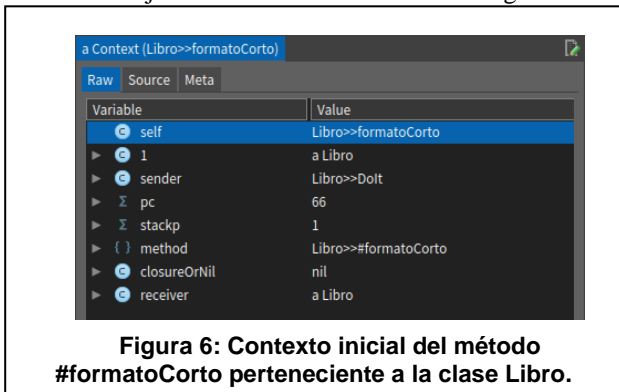 a Context (Libro>>formatoCorto)
Raw Source Meta
Variable Value
self Libro>>formatoCorto
1 a Libro
sender Libro>>DoIt
pc 66
stackp 1
method Libro>>#formatoCorto
closureOrNil nil
receiver a Libro
Figura 6: Contexto inicial del método
#formatoCorto perteneciente a la clase Libro.